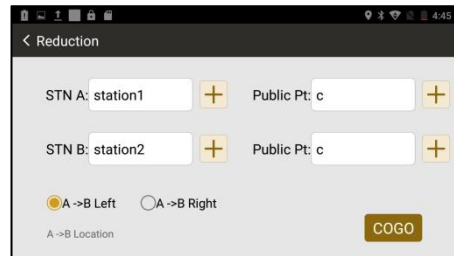 4:45
< Reduction
STN A: station1 + Public Pt: c +
STN B: station2 + Public Pt: c +
A ->B Left A ->B Right
A ->B Location
COGO